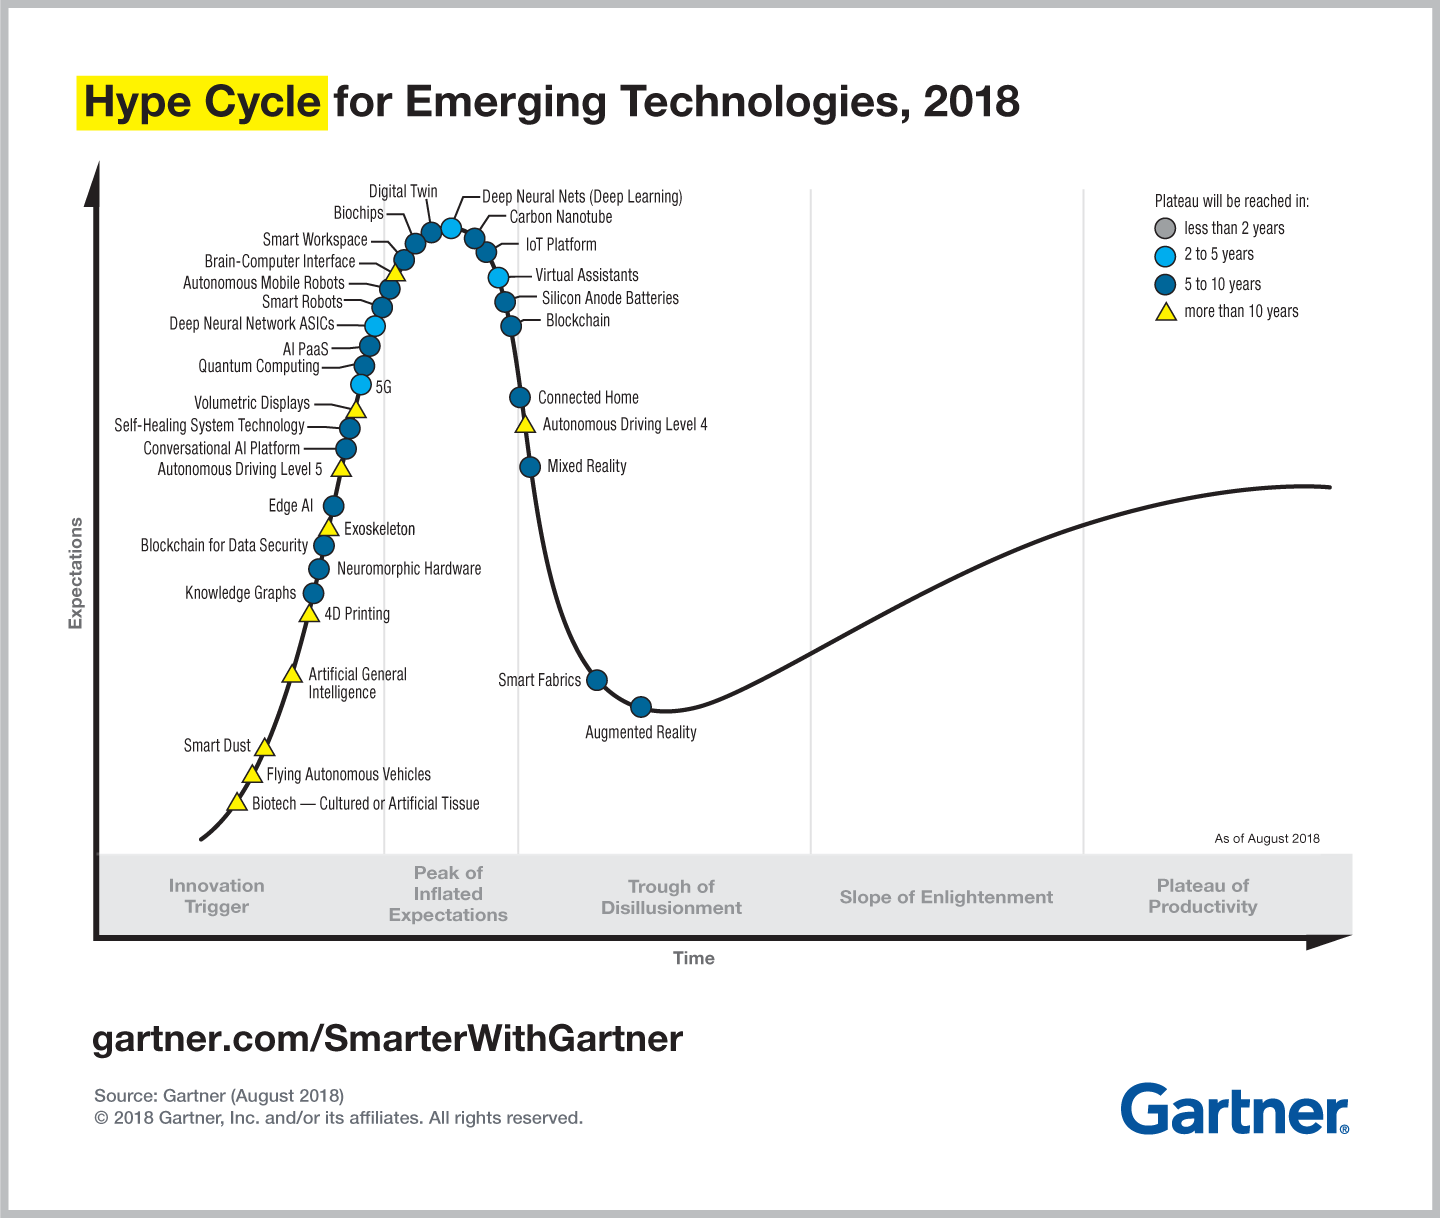 Hype Cycle for Emerging Technologies, 2018
Digital Twin
Deep Neural Nets (Deep Learning)
Biochips
Carbon Nanotube
Smart Workspace
IoT Platform
Brain-Computer Interface
Virtual Assistants
Autonomous Mobile Robots
Smart Robots
Silicon Anode Batteries
Deep Neural Network ASICs
Blockchain
AI PaaS
Quantum Computing
5G
Volumetric Displays
Connected Home
Self-Healing System Technology
Autonomous Driving Level 4
Conversational AI Platform
Autonomous Driving Level 5
Mixed Reality
Edge AI
Exoskeleton
Blockchain for Data Security
Neuromorphic Hardware
Knowledge Graphs
4D Printing
Artificial General
Intelligence
Smart Fabrics
Augmented Reality
Smart Dust
Flying Autonomous Vehicles
Biotech — Cultured or Artificial Tissue
Plateau will be reached in:
less than 2 years
2 to 5 years
5 to 10 years
more than 10 years
Expectations
As of August 2018
Innovation
Trigger
Peak of
Inflated
Expectations
Trough of
Disillusionment
Slope of Enlightenment
Plateau of
Productivity
Time
gartner.com/SmarterWithGartner
Source: Gartner (August 2018)
© 2018 Gartner, Inc. and/or its affiliates. All rights reserved.
Gartner®